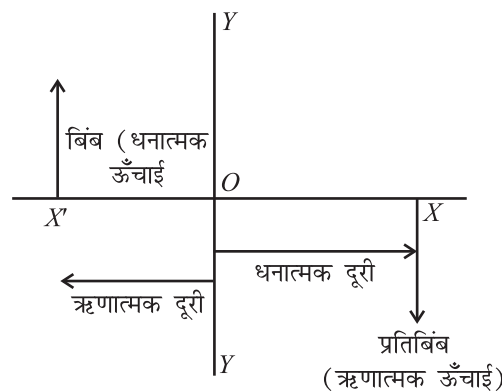 Y
बिंब (धनात्मक
ऊँचाई
O
X'
X
धनात्मक दूरी
ऋणात्मक दूरी
Y
प्रतिबिंब
(ऋणात्मक ऊँचाई)